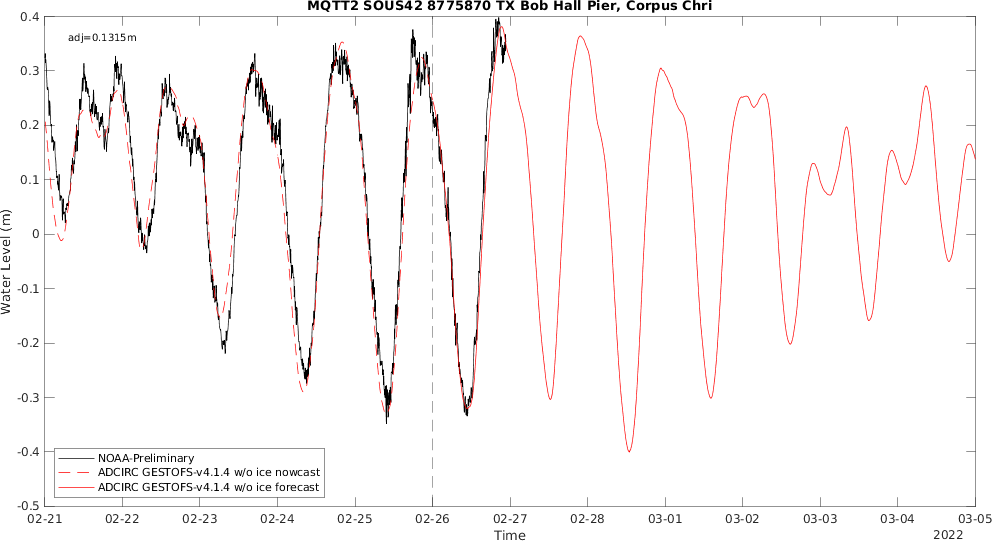 MQTT2 SOUS42 8775870 TX Bob Hall Pier, Corpus Chri
adj=0.1315m
0.4
0.3
0.2
0.1
0
-0.1
-0.2
-0.3
-0.4
-0.5
Water Level (m)
NOAA-Preliminary
ADCIRC GESTOFS-v4.1.4 w/o ice nowcast
ADCIRC GESTOFS-v4.1.4 w/o ice forecast
02-21 02-22 02-23 02-24 02-25 02-26 02-27 02-28 03-01 03-02 03-03 03-04 03-05
Time
2022